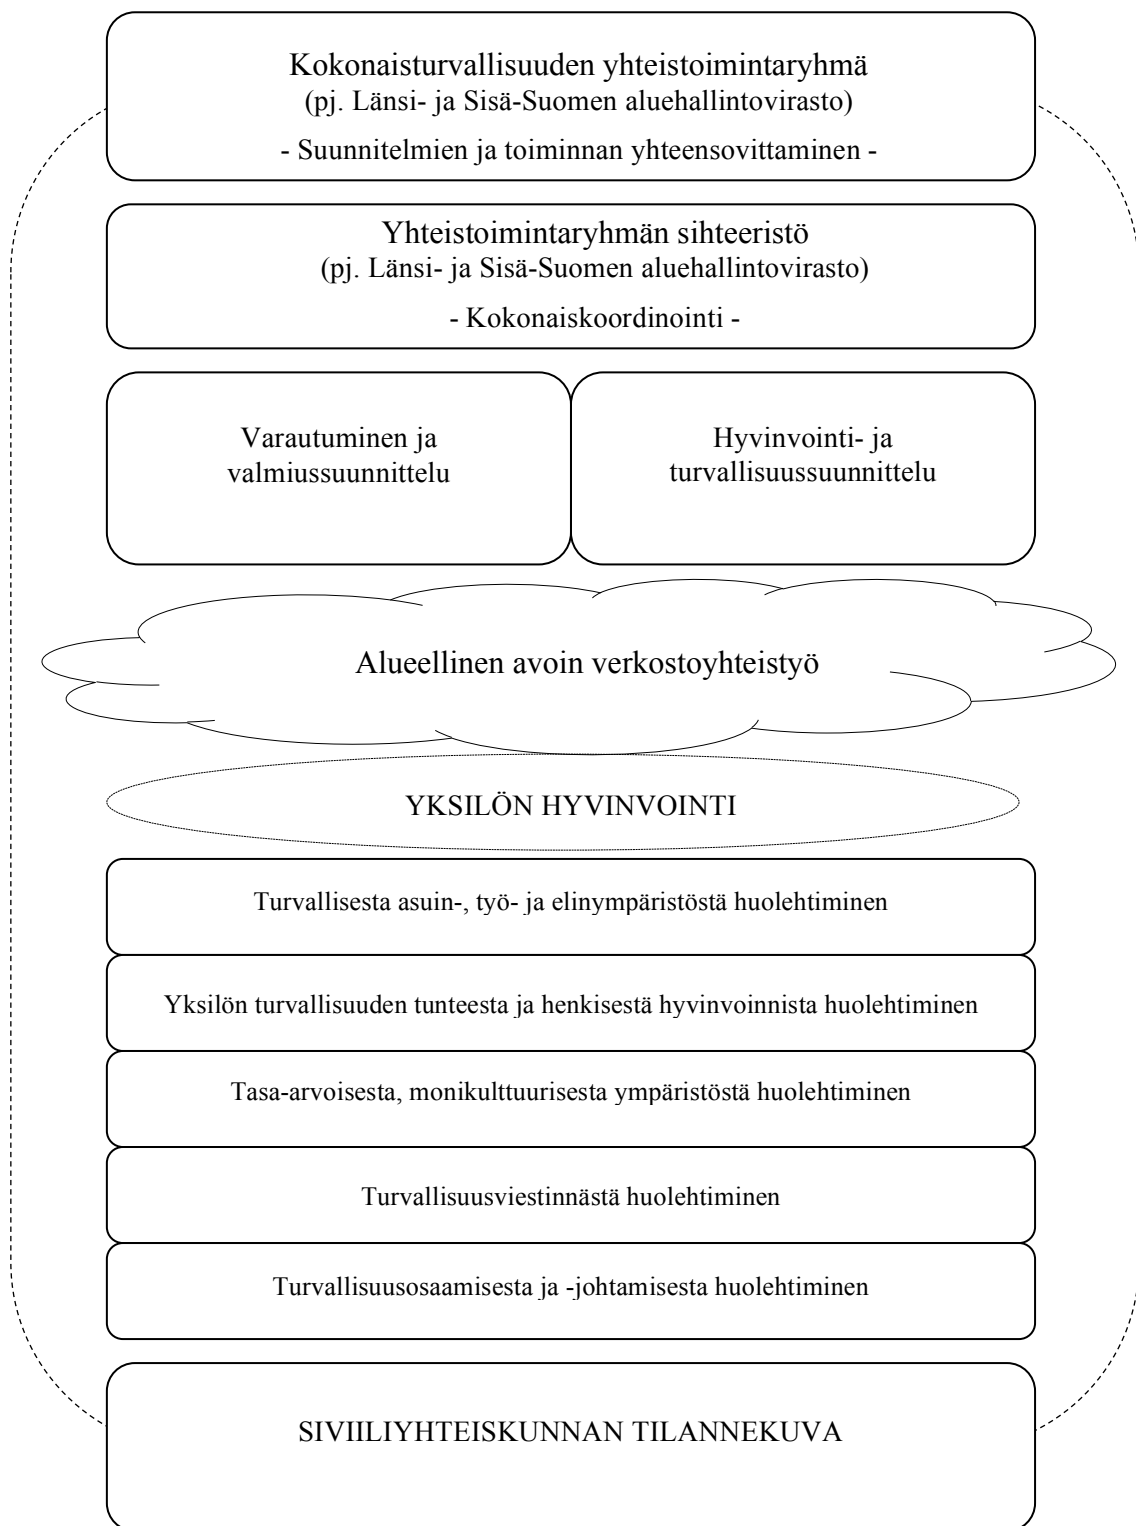 Kokonaisturvallisuuden yhteistoimintaryhmä
(pj. Länsi- ja Sisä-Suomen aluehallintovirasto)
- Suunnitelmien ja toiminnan yhteensovittaminen -
Yhteistoimintaryhmän sihteeristö
(pj. Länsi- ja Sisä-Suomen aluehallintovirasto)
- Kokonaiskoordinointi -
Varautuminen ja
valmiussuunnittelu
Hyvinvointi- ja
turvallisuussuunnittelu
Alueellinen avoin verkostoyhteistyö
YKSILÖN HYVINVOINTI
Turvallisesta asuin-, työ- ja elinympäristöstä huolehtiminen
Yksilön turvallisuuden tunteesta ja henkisestä hyvinvoinnista huolehtiminen
Tasa-arvoisesta, monikulttuurisesta ympäristöstä huolehtiminen
Turvallisuusviestinnästä huolehtiminen
Turvallisuusosaamisesta ja -johtamisesta huolehtiminen
SIVIILIYHTEISKUNNAN TILANNEKUVA